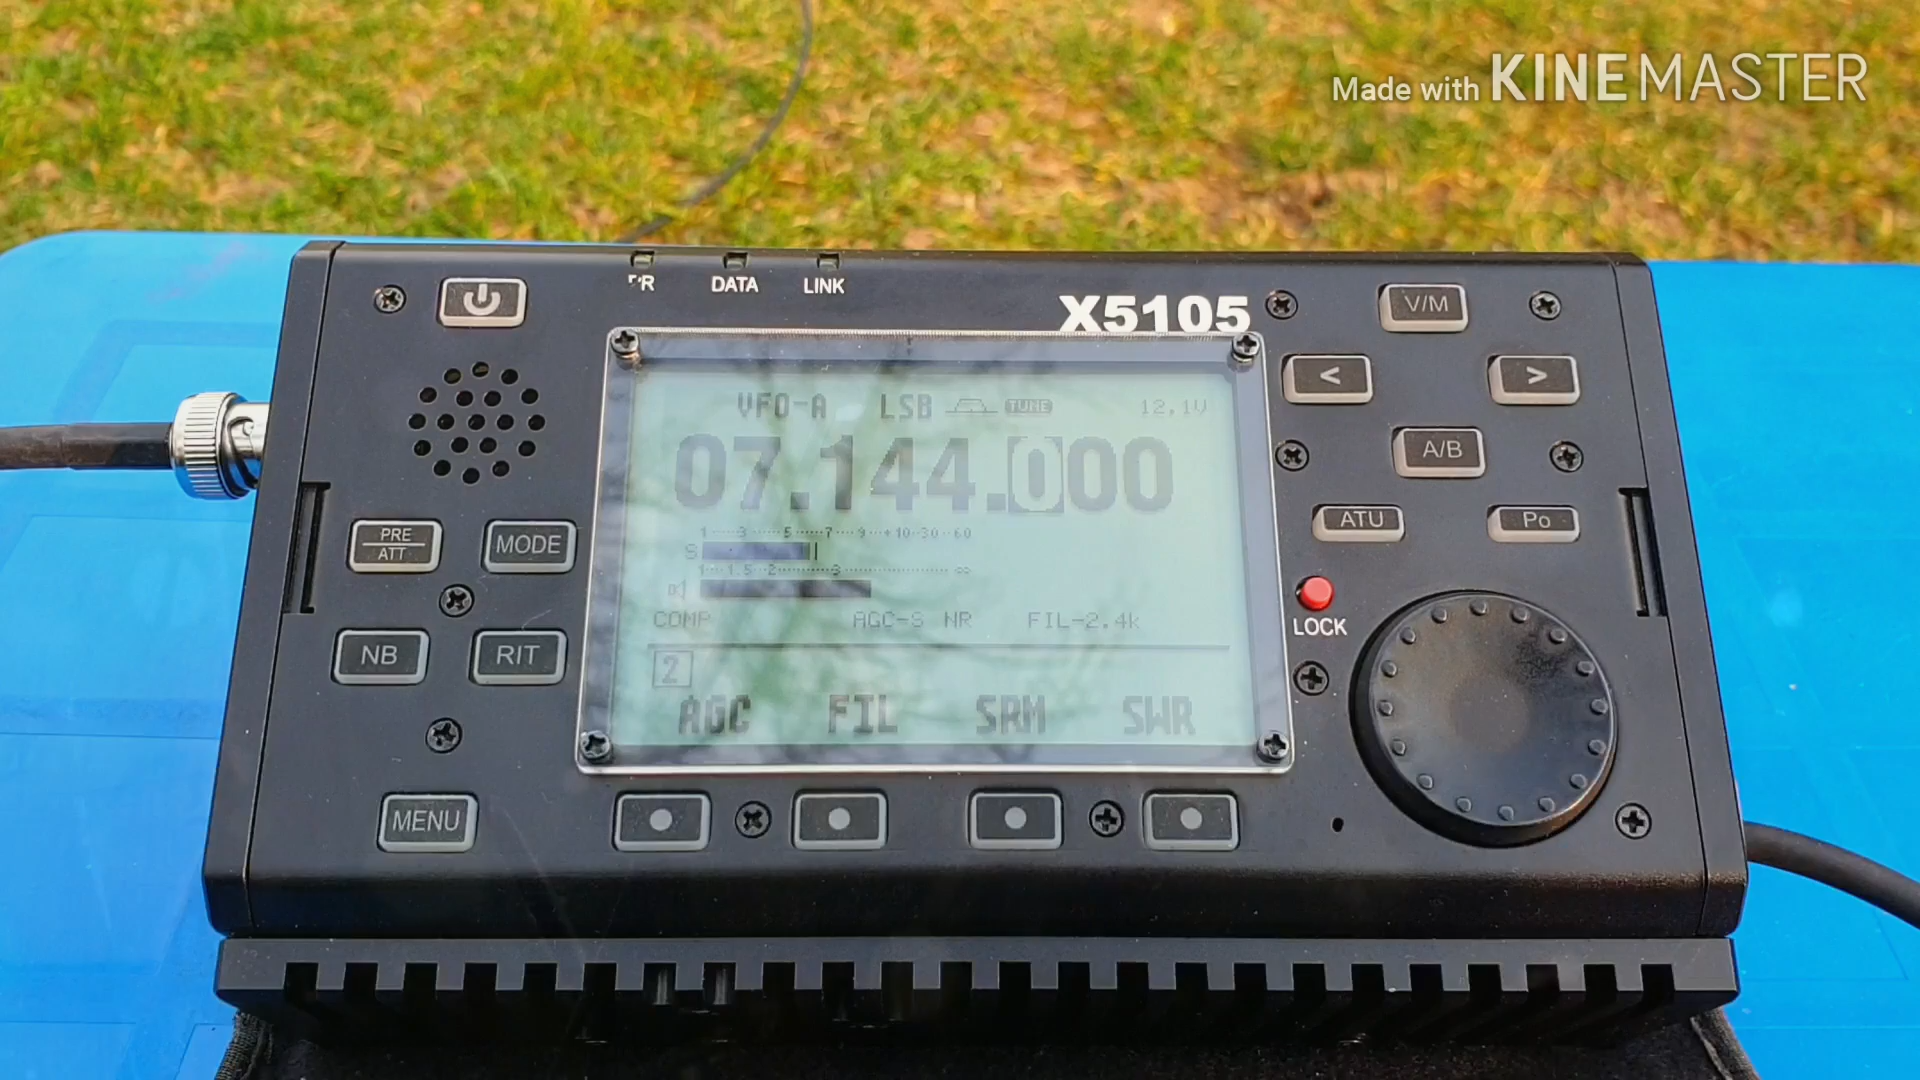 Made with KINEMASTER
DATA LINK
X5105
V/M
< >
VFO-A LSB TUNE 12.1V
07.144.000
A/B
PRE
ATT
MODE
1 3 5 7 9 +10 30 60
S
1 1.5 2 3 ∞
ATU Po
COMP AGC-S NR FIL-2.4k
LOCK
NB RIT
2
AGC FIL SRM SWR
MENU